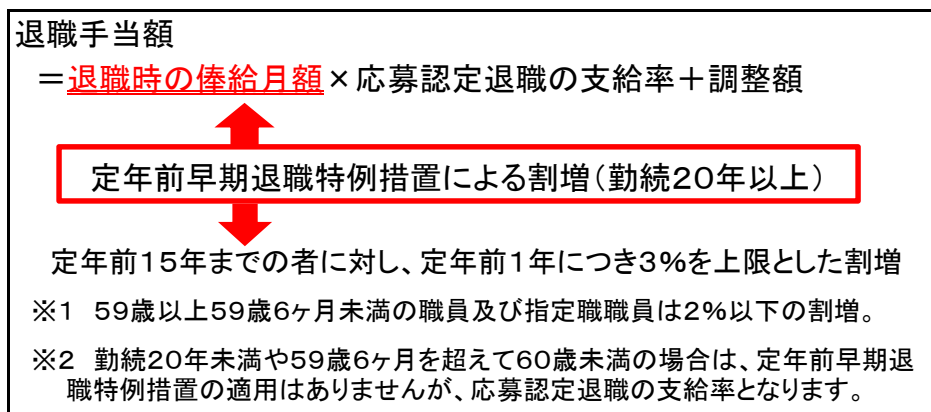 退職手当額
=退職時の俸給月額×応募認定退職の支給率+調整額
定年前早期退職特例措置による割増(勤続20年以上)
定年前15年までの者に対し、定年前1年につき3%を上限とした割増
※1 59歳以上59歳6ヶ月未満の職員及び指定職職員は2%以下の割増。
※2 勤続20年未満や59歳6ヶ月を超えて60歳未満の場合は、定年前早期退
職特例措置の適用はありませんが、応募認定退職の支給率となります。